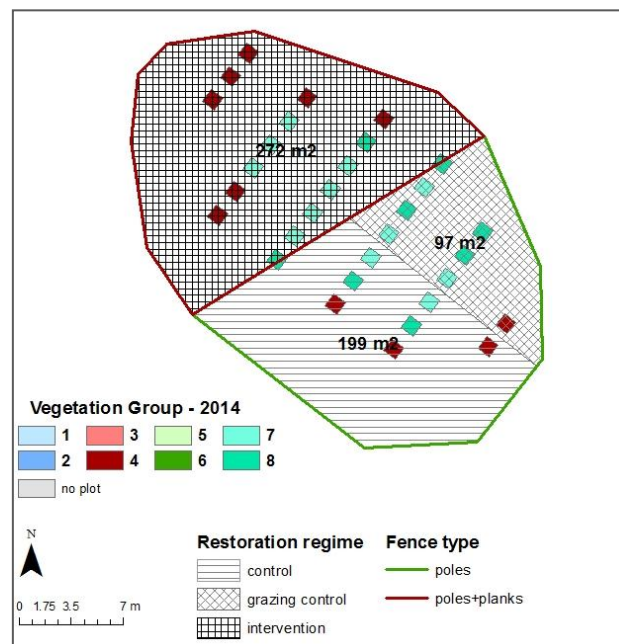 272 m2
97 m2
199 m2
Vegetation Group - 2014
1 3 5 7
2 4 6 8
no plot
N
0 1.75 3.5 7 m
Restoration regime
control
grazing control
intervention
Fence type
poles
poles+planks